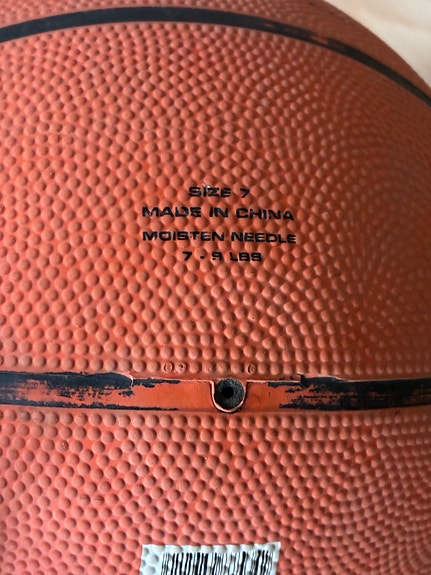 SIZE 7
MADE IN CHINA
MOISTEN NEEDLE
7 - 9 LBS